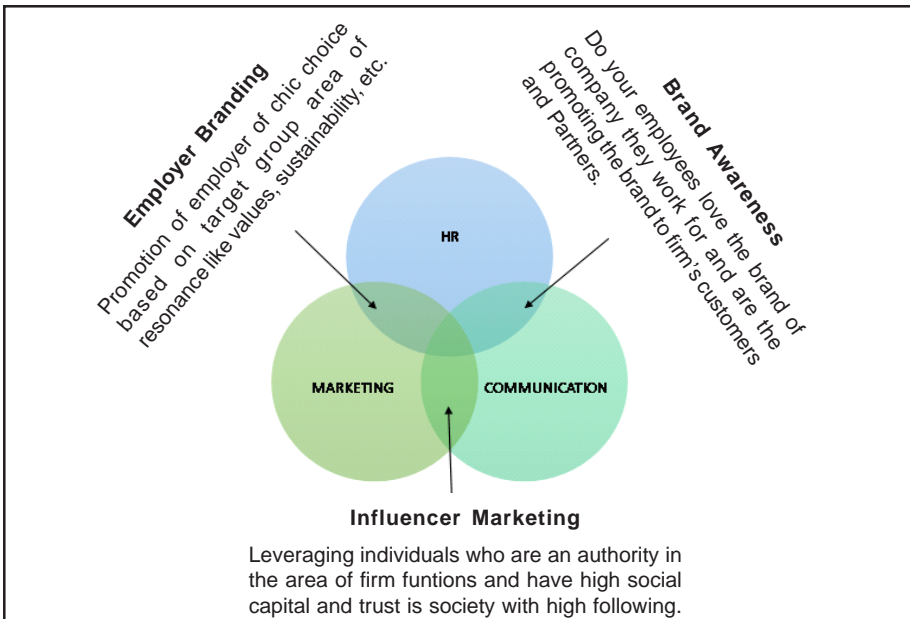 Employer Branding
Promotion of employer of chic choice
based on target group area of
resonance like values, sustainability, etc.
Brand Awareness
Do your employees love the brand of
company they work for and are the
promoting the brand to firm's customers
and Partners.
HR
MARKETING
COMMUNICATION
Influencer Marketing
Leveraging individuals who are an authority in
the area of firm funtions and have high social
capital and trust is society with high following.